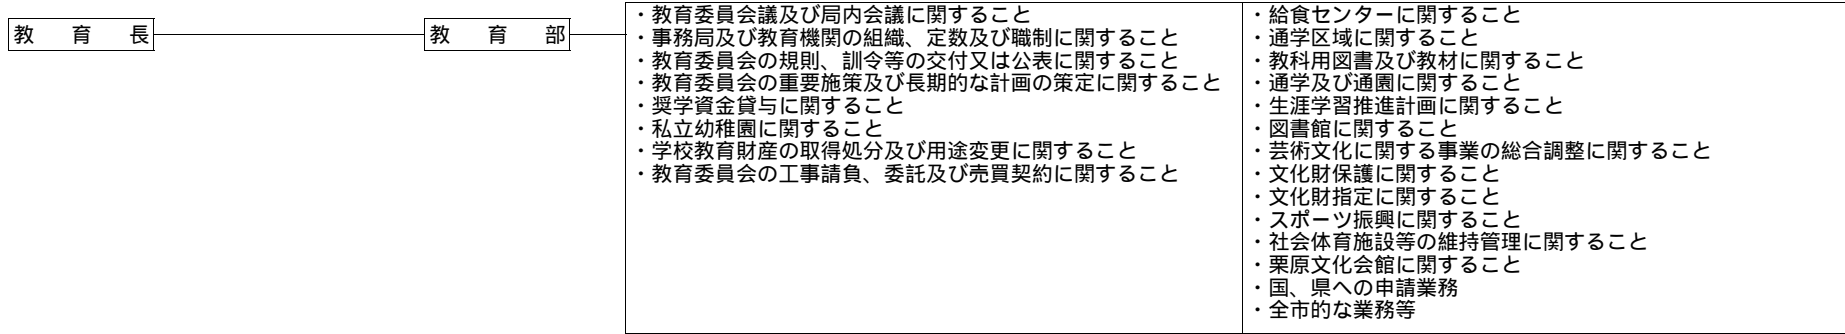 教育長
教育部
・教育委員会議及び局内会議に関すること
・事務局及び教育機関の組織、定数及び職制に関すること
・教育委員会の規則、訓令等の交付又は公表に関すること
・教育委員会の重要施策及び長期的な計画の策定に関すること
・奨学資金貸与に関すること
・私立幼稚園に関すること
・学校教育財産の取得処分及び用途変更に関すること
・教育委員会の工事請負、委託及び売買契約に関すること
・給食センターに関すること
・通学区域に関すること
・教科用図書及び教材に関すること
・通学及び通園に関すること
・生涯学習推進計画に関すること
・図書館に関すること
・芸術文化に関する事業の総合調整に関すること
・文化財保護に関すること
・文化財指定に関すること
・スポーツ振興に関すること
・社会体育施設等の維持管理に関すること
・栗原文化会館に関すること
・国、県への申請業務
・全市的な業務等